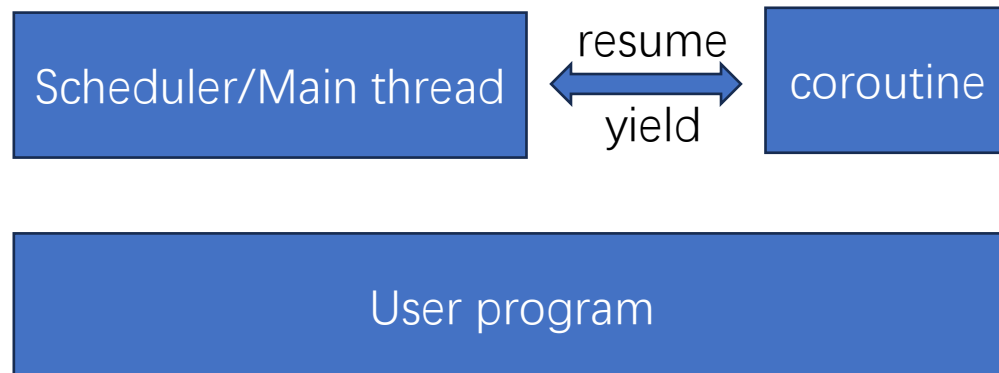 Scheduler/Main thread
resume
yield
coroutine
User program